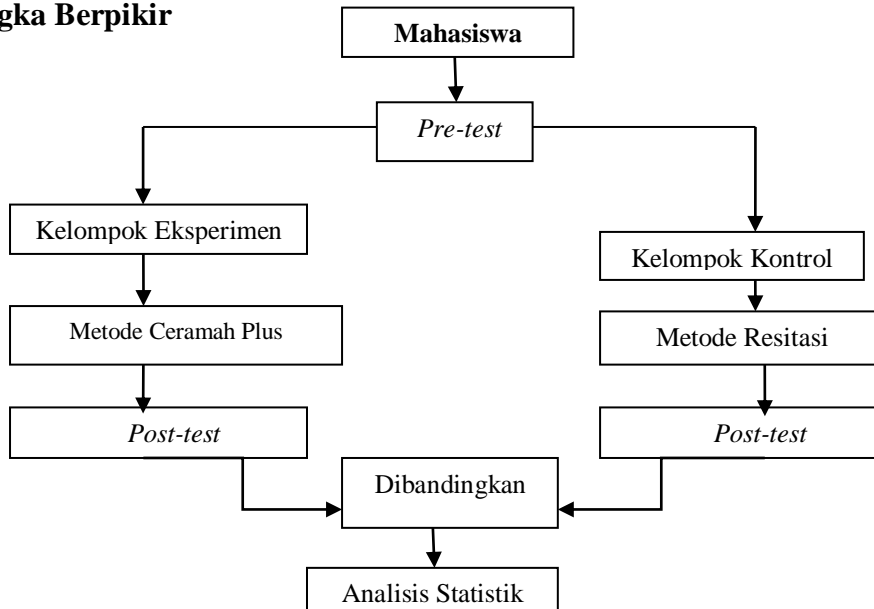 gka Berpikir
Mahasiswa
Pre-test
Kelompok Eksperimen
Kelompok Kontrol
Metode Ceramah Plus
Metode Resitasi
Post-test
Post-test
Dibandingkan
Analisis Statistik